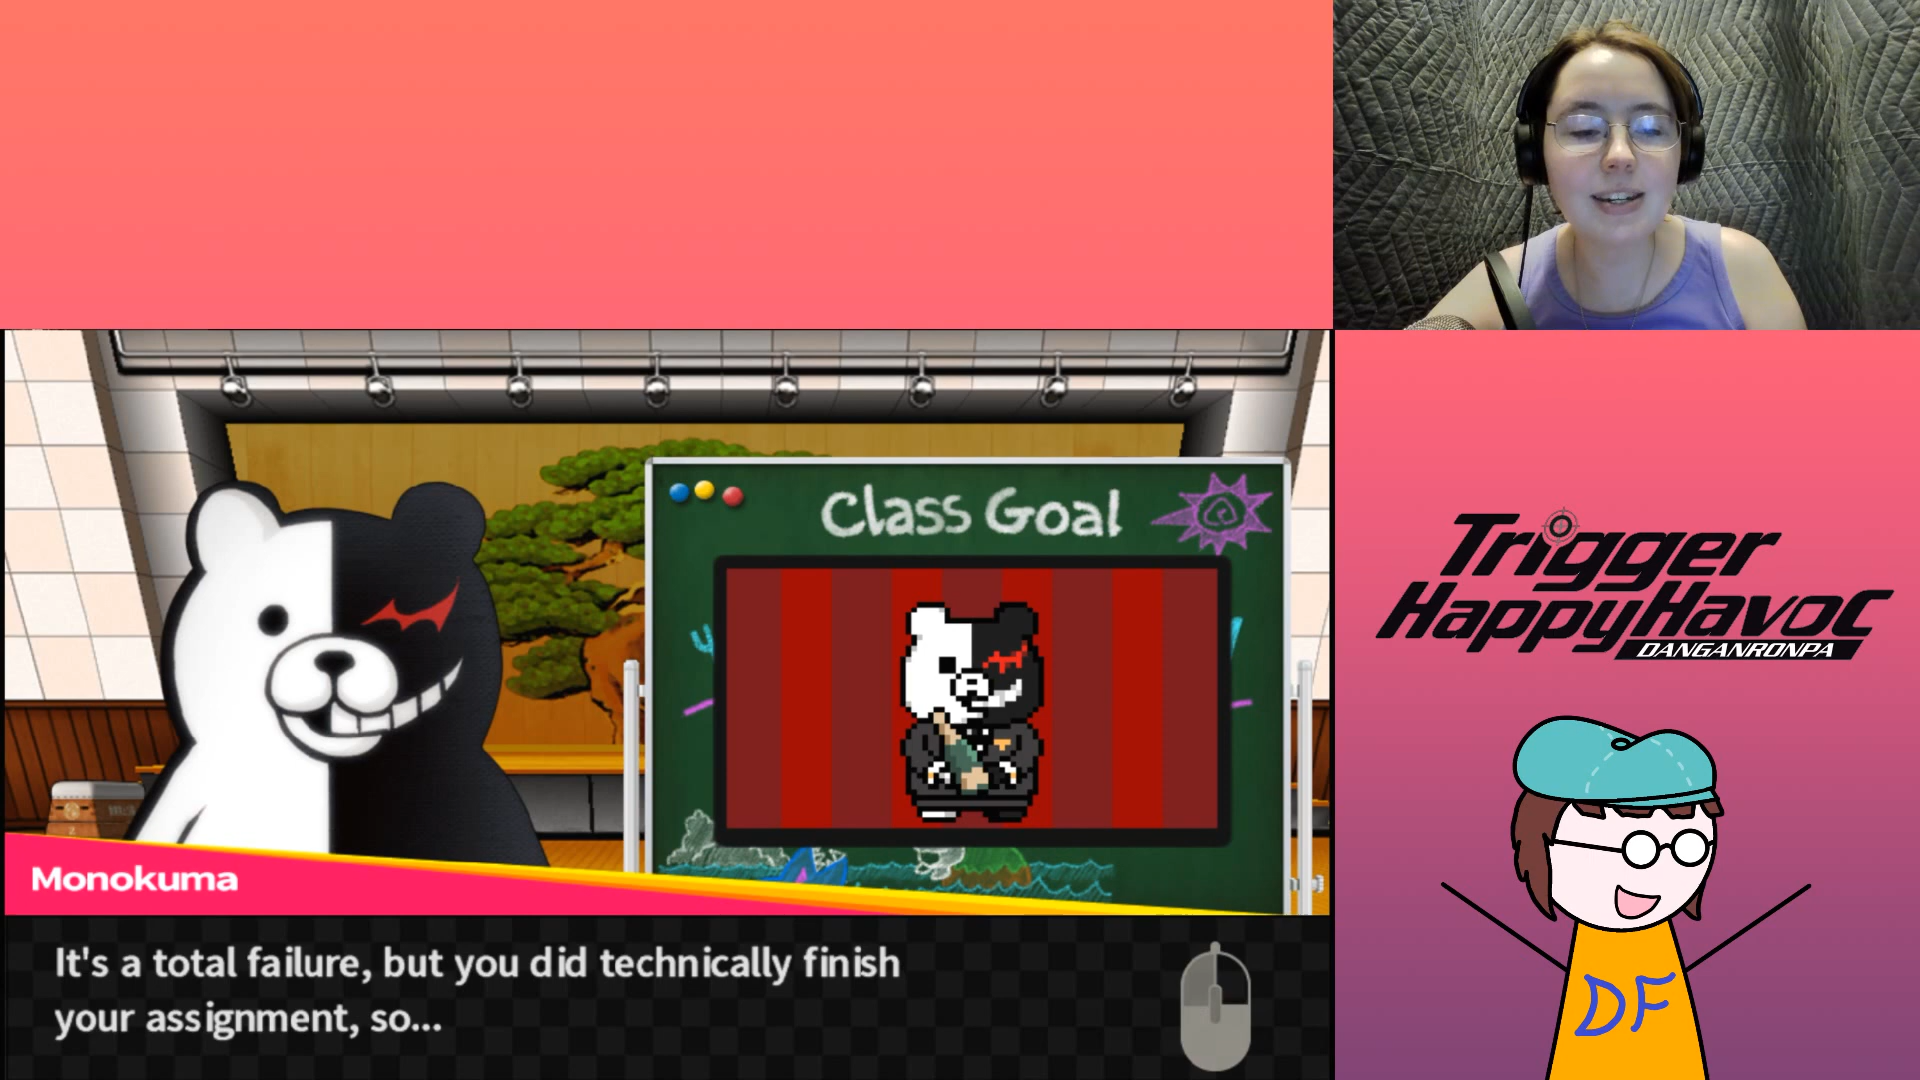 Class Goal
Monokuma
It's a total failure, but you did technically finish
your assignment, so...
Trigger
Happy Havoc
DANGANRONPA
DF